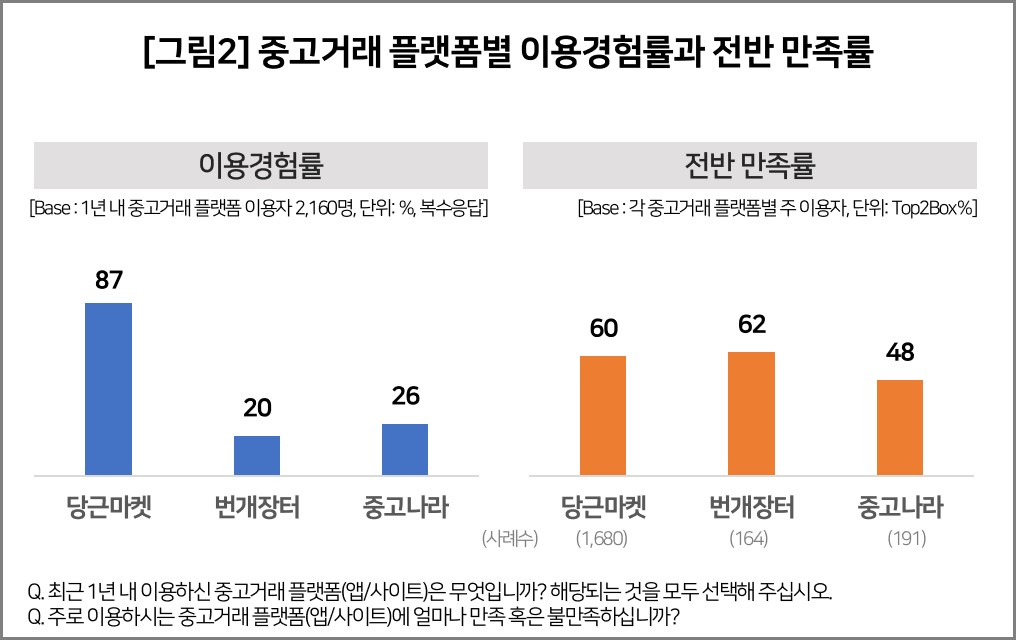 [그림2] 중고거래 플랫폼별 이용경험률과 전반 만족률
이용경험률
[Base : 1년 내 중고거래 플랫폼 이용자 2,160명, 단위: %, 복수응답]
87
20
26
당근마켓
번개장터
중고나라
전반 만족률
[Base : 각 중고거래 플랫폼별 주 이용자, 단위: Top2Box%]
60
62
48
당근마켓
번개장터
중고나라
(사례수)
(1,680)
(164)
(191)
Q. 최근 1년 내 이용하신 중고거래 플랫폼(앱/사이트)은 무엇입니까? 해당되는 것을 모두 선택해 주십시오.
Q. 주로 이용하시는 중고거래 플랫폼(앱/사이트)에 얼마나 만족 혹은 불만족하십니까?